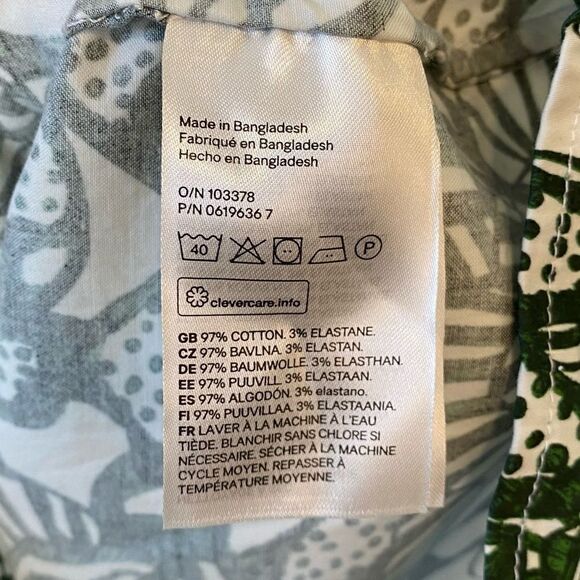 Made in Bangladesh
Fabriqué en Bangladesh
Hecho en Bangladesh
O/N 103378
P/N 0619636 7
40 P
clevercare.info
GB 97% COTTON. 3% ELASTANE.
CZ 97% BAVLNA. 3% ELASTAN.
DE 97% BAUMWOLLE. 3% ELASTHAN.
EE 97% PUUVILL. 3% ELASTAAN.
ES 97% ALGODÓN. 3% elastano.
FI 97% PUUVILLAA. 3% ELASTAANIA.
FR LAVER À LA MACHINE À L'EAU
TIÈDE. BLANCHIR SANS CHLORE SI
NÉCESSAIRE. SÉCHER À LA MACHINE
CYCLE MOYEN. REPASSER À
TEMPÉRATURE MOYENNE.